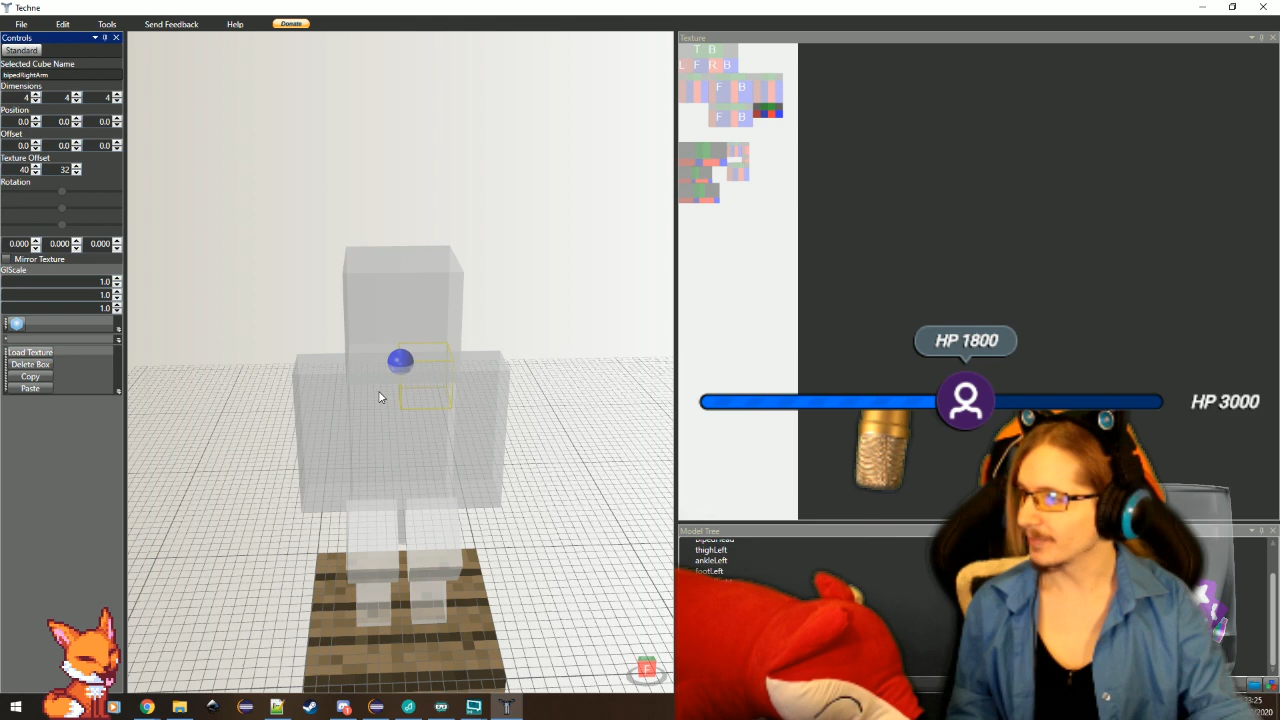 Techne
File Edit Tools Send Feedback Help Donate
Controls
Standard
Selected Cube Name
bipedRightArm
Dimensions
4 4 4
Position
0.0 0.0 0.0
Offset
0.0 0.0 0.0
Texture Offset
40 32
Rotation
0.000 0.000 0.000
Mirror Texture
GlScale
1.0
1.0
1.0
Load Texture
Delete Box
Copy
Paste
F
Texture
T B
L F R B
F B
F B
HP 1800
HP 3000
Model Tree
bipedHead
thighLeft
ankleLeft
footLeft